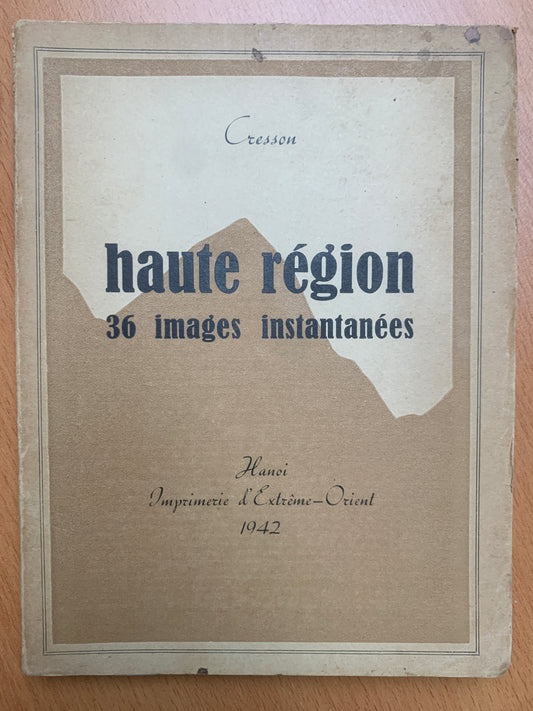 Cresson
haute région
36 images instantanées
Hanoi
Imprimerie d'Extrême-Orient
1942